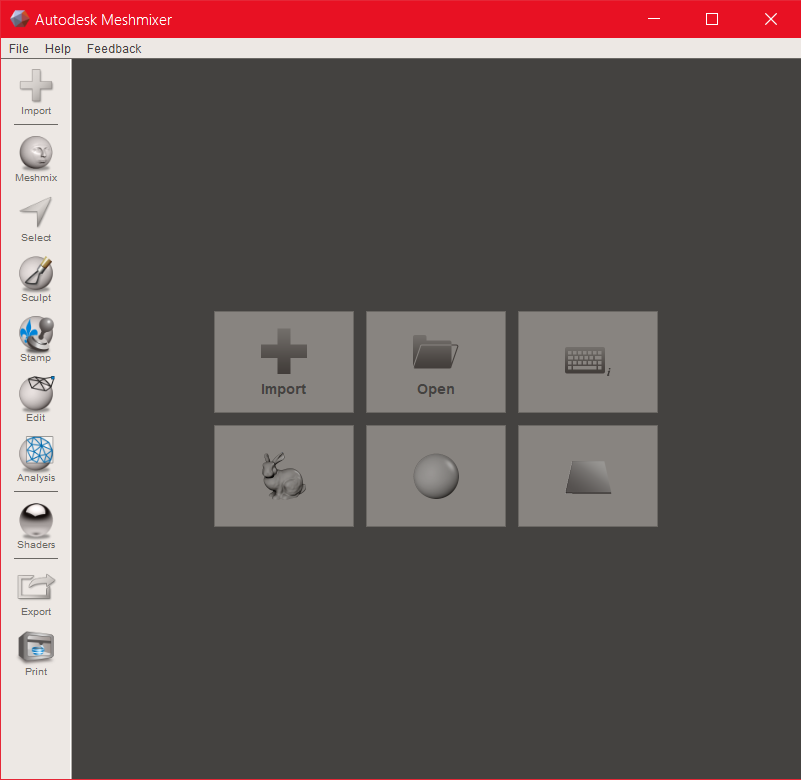 Autodesk Meshmixer
File Help Feedback
Import
Meshmix
Select
Sculpt
Stamp
Edit
Analysis
Shaders
Export
Print
Import
Open
i